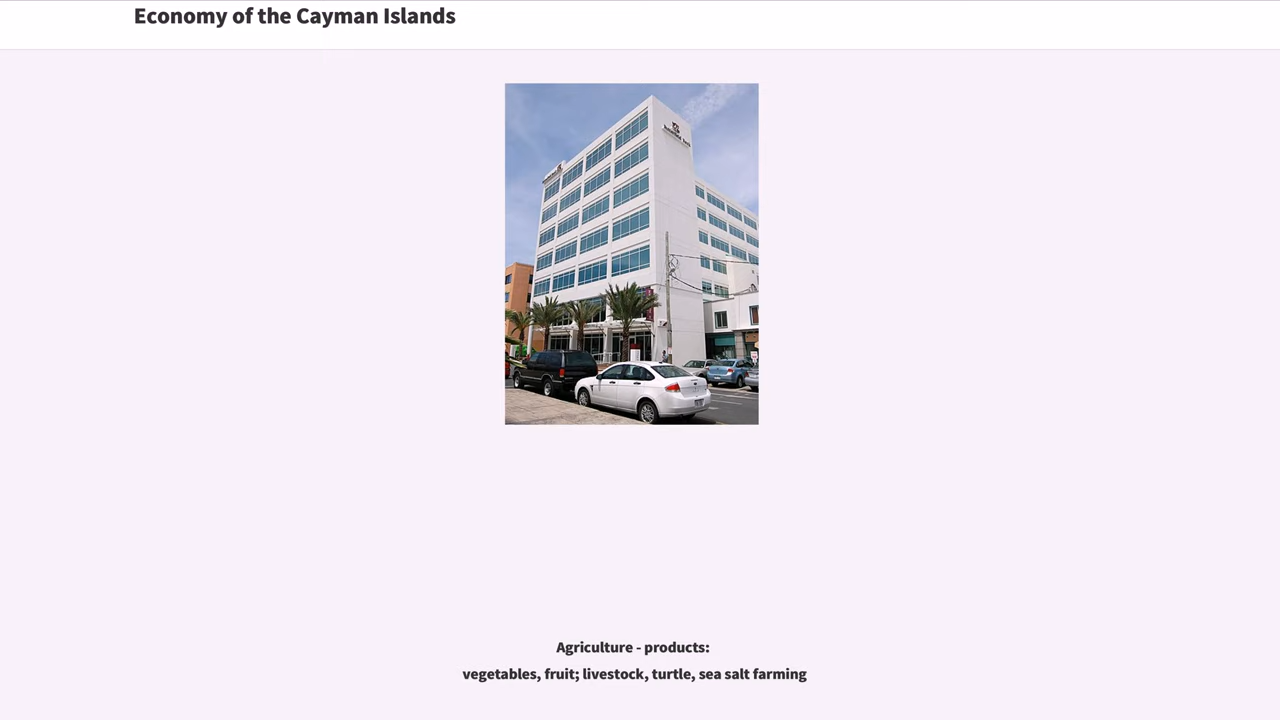 Economy of the Cayman Islands
Agriculture - products:
vegetables, fruit; livestock, turtle, sea salt farming